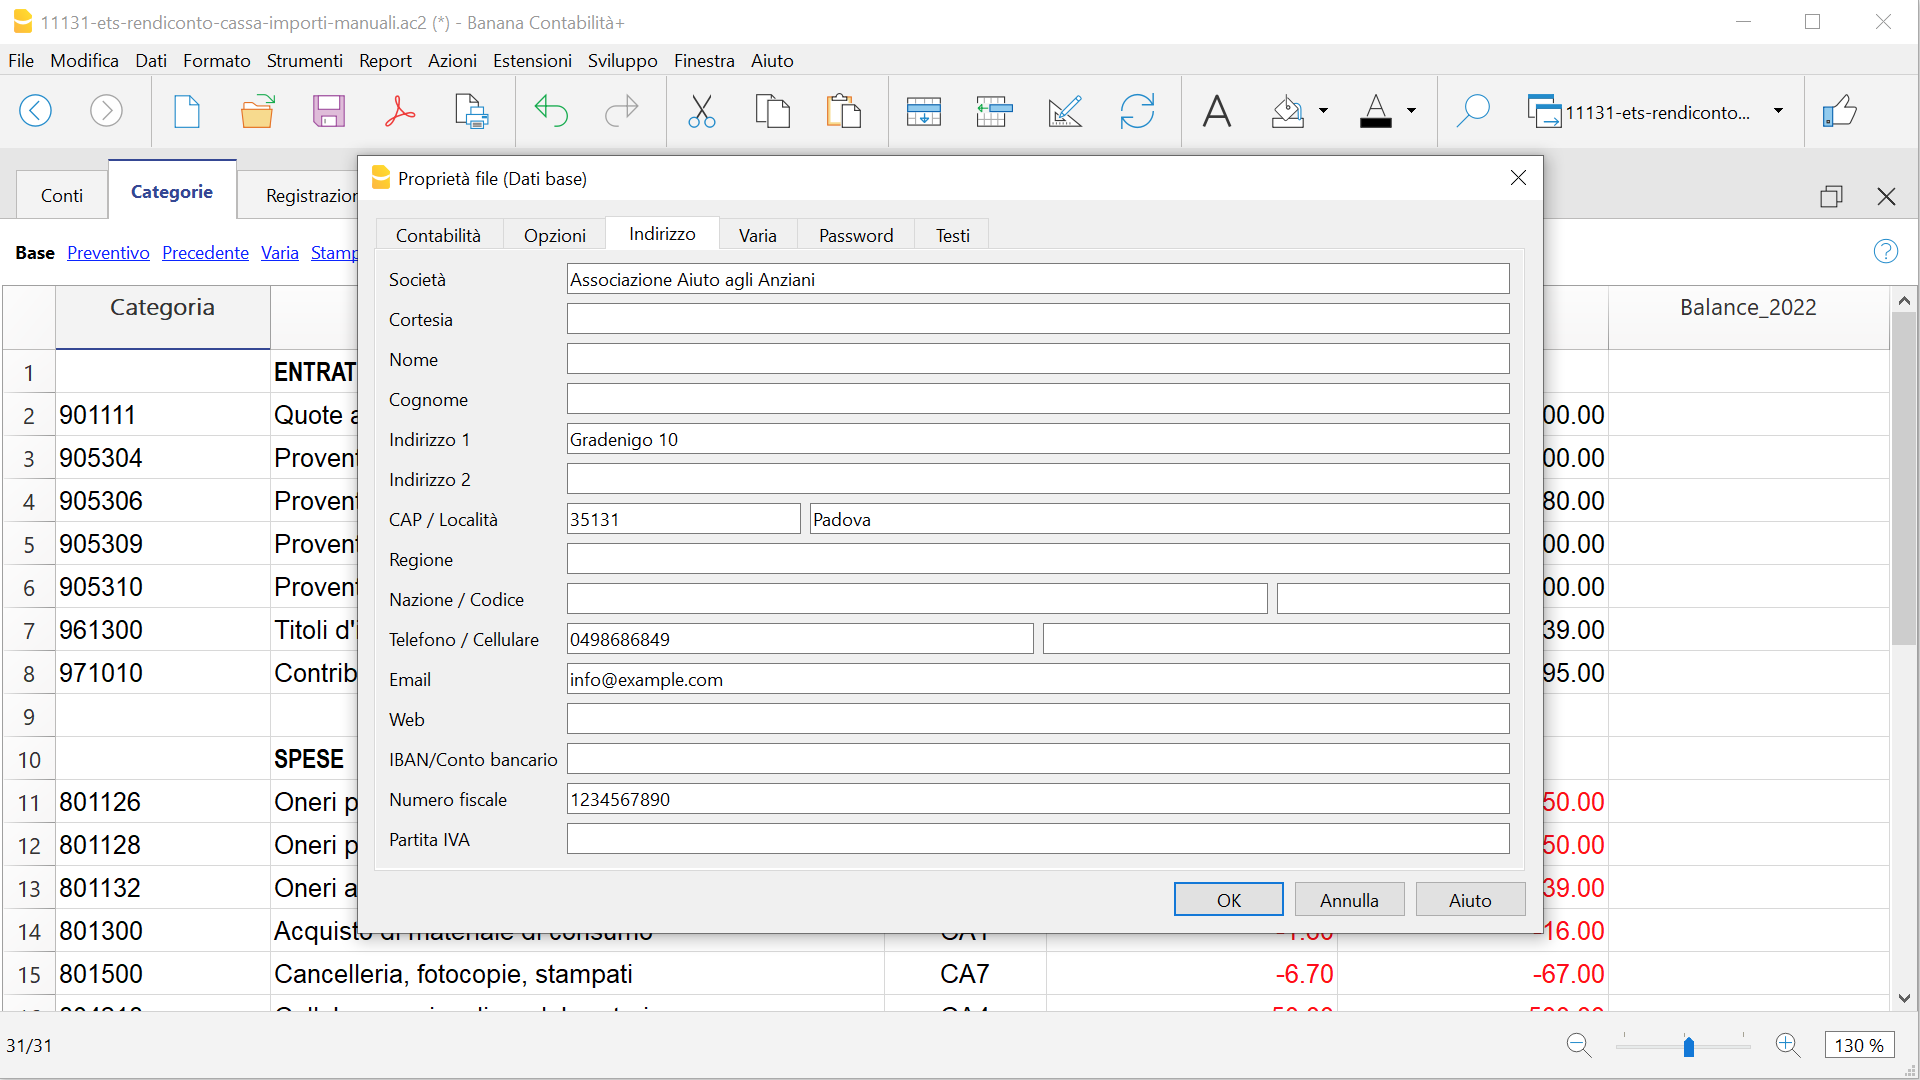 11131-ets-rendiconto-cassa-importi-manuali.ac2 (*) - Banana Contabilità+
File Modifica Dati Formato Strumenti Report Azioni Estensioni Sviluppo Finestra Aiuto
11131-ets-rendiconto...
Conti Categorie Registrazion
Base Preventivo Precedente Varia Stamp
Proprietà file (Dati base)
Contabilità Opzioni Indirizzo Varia Password Testi
Società Associazione Aiuto agli Anziani
Cortesia
Nome
Cognome
Indirizzo 1 Gradenigo 10
Indirizzo 2
CAP / Località 35131 Padova
Regione
Nazione / Codice
Telefono / Cellulare 0498686849
Email info@example.com
Web
IBAN/Conto bancario
Numero fiscale 1234567890
Partita IVA
OK Annulla Aiuto
Categoria Balance_2022
1 ENTRAT
2 901111 Quote a 00.00
3 905304 Provent 00.00
4 905306 Provent 80.00
5 905309 Provent 00.00
6 905310 Provent 00.00
7 961300 Titoli d'i 39.00
8 971010 Contrib 95.00
9
10 SPESE
11 801126 Oneri p 50.00
12 801128 Oneri p 50.00
13 801132 Oneri a 39.00
14 801300 Acquisto di materiale di consumo 16.00
15 801500 Cancelleria, fotocopie, stampati CA7 -6.70 -67.00
31/31 130 %